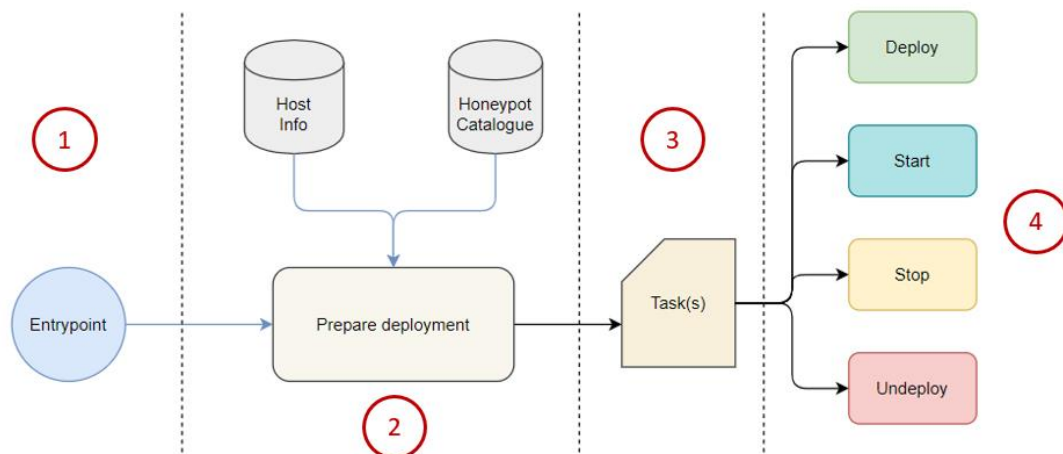 1
Entrypoint
Host
Info
Honeypot
Catalogue
Prepare deployment
2
3
Task(s)
Deploy
Start
Stop
Undeploy
4